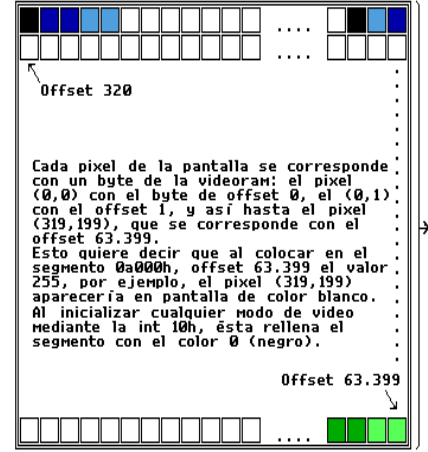 ....
....
Offset 320
Cada pixel de la pantalla se corresponde
con un byte de la videoram: el pixel
(0,0) con el byte de offset 0, el (0,1)
con el offset 1, y así hasta el pixel
(319,199), que se corresponde con el
offset 63.399.
Esto quiere decir que al colocar en el
segmento 0a000h, offset 63.399 el valor
255, por ejemplo, el pixel (319,199)
aparecería en pantalla de color blanco.
Al inicializar cualquier modo de video
mediante la int 10h, ésta rellena el
segmento con el color 0 (negro).
Offset 63.399
....